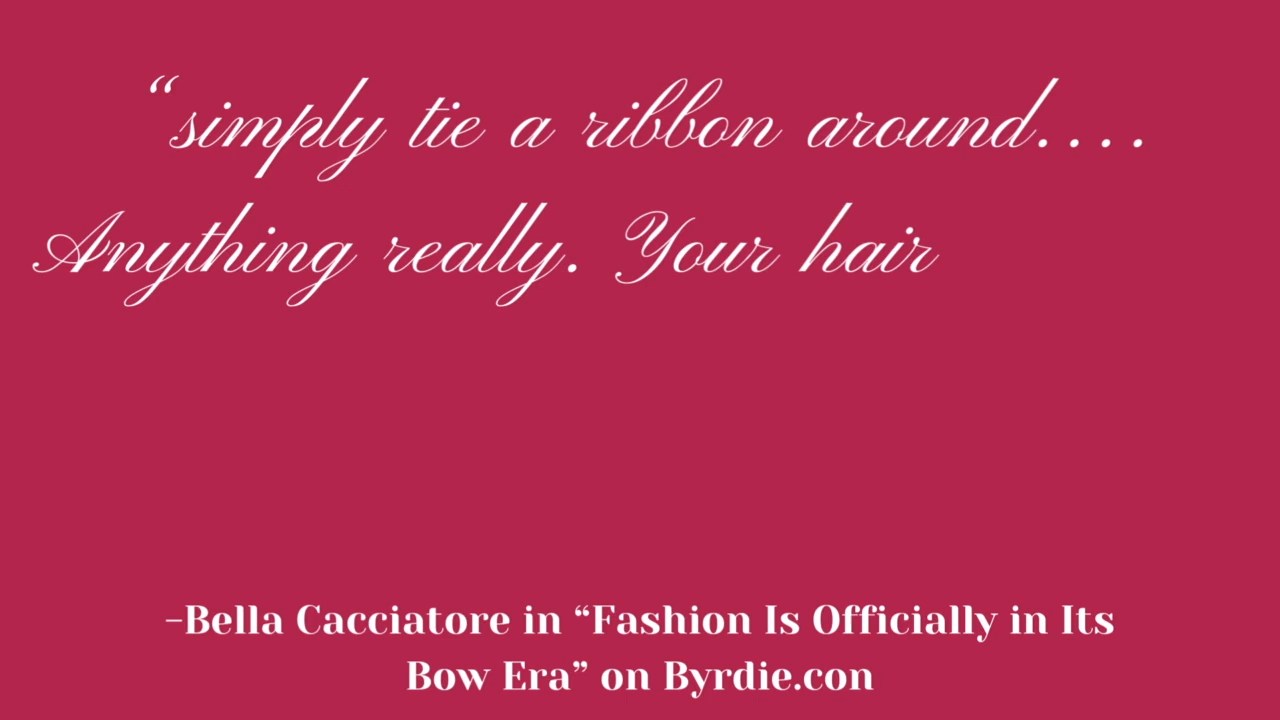 “simply tie a ribbon around....
Anything really. Your hair
-Bella Cacciatore in “Fashion Is Officially in Its
Bow Era” on Byrdie.con